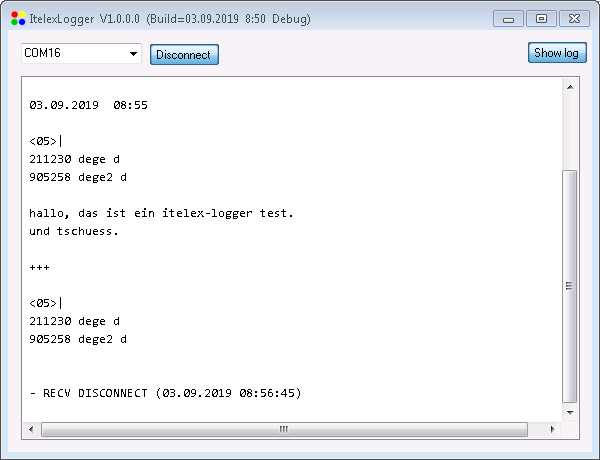 ItelexLogger V1.0.0.0 (Build=03.09.2019 8:50 Debug)
COM16 Disconnect Show log
03.09.2019  08:55
<05>|
211230 dege d
905258 dege2 d
hallo, das ist ein itelex-logger test.
und tschuess.
+++
<05>|
211230 dege d
905258 dege2 d
- RECV DISCONNECT (03.09.2019 08:56:45)